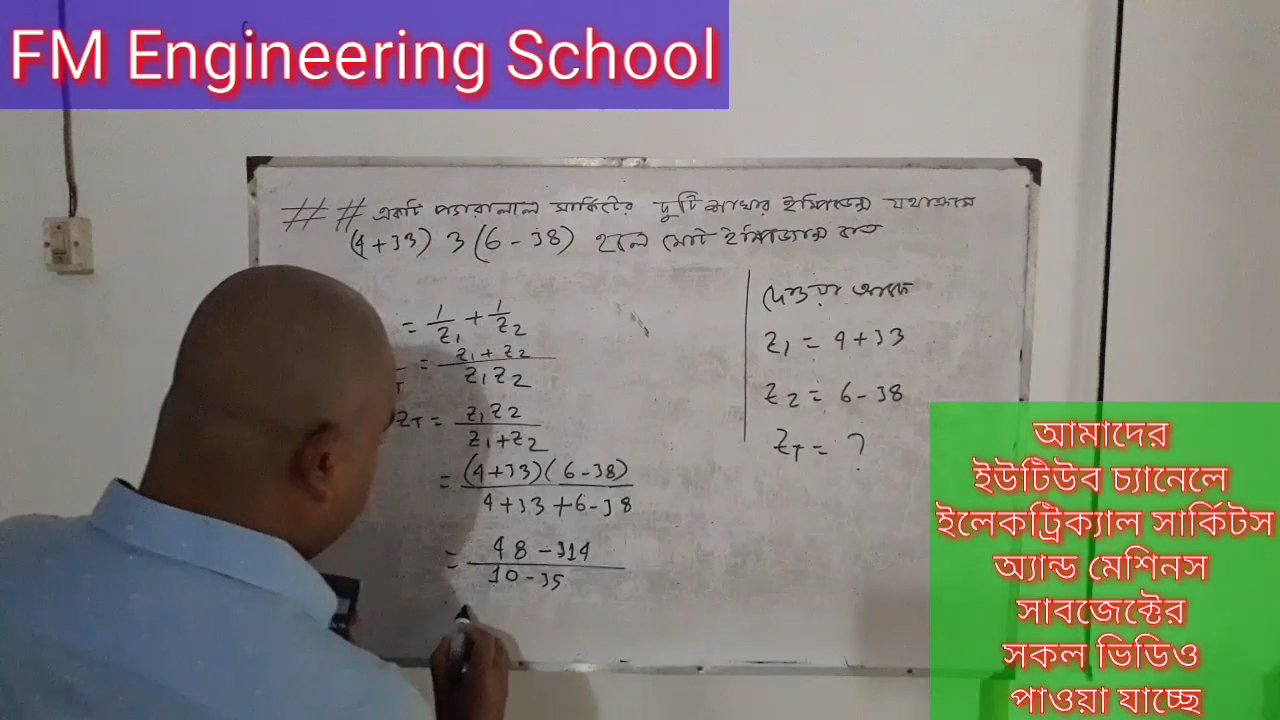 FM Engineering School
## একটি প্যারালাল সার্কিটের দুটি শাখার ইম্পিডেন্স যথাক্রমে
(4+J3) ও (6-J8) হলে মোট ইম্পিড্যান্স কত
= 1/Z₁ + 1/Z₂
= Z₁+Z₂ / Z₁Z₂
Z_T = Z₁Z₂ / Z₁+Z₂
= (4+J3)(6-J8) / 4+J3+6-J8
= 48-J14 / 10-J5
দেওয়া আছে
Z₁ = 4+J3
Z₂ = 6-J8
Z_T = ?
আমাদের
ইউটিউব চ্যানেলে
ইলেকট্রিক্যাল সার্কিটস
অ্যান্ড মেশিনস
সাবজেক্টের
সকল ভিডিও
পাওয়া যাচ্ছে